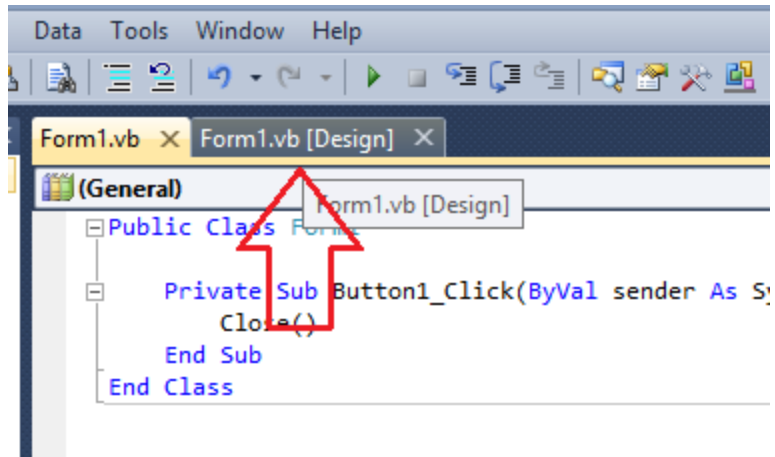 Data Tools Window Help
Form1.vb Form1.vb [Design]
(General)
Form1.vb [Design]
Public Class Form1
Private Sub Button1_Click(ByVal sender As Sy
Close()
End Sub
End Class